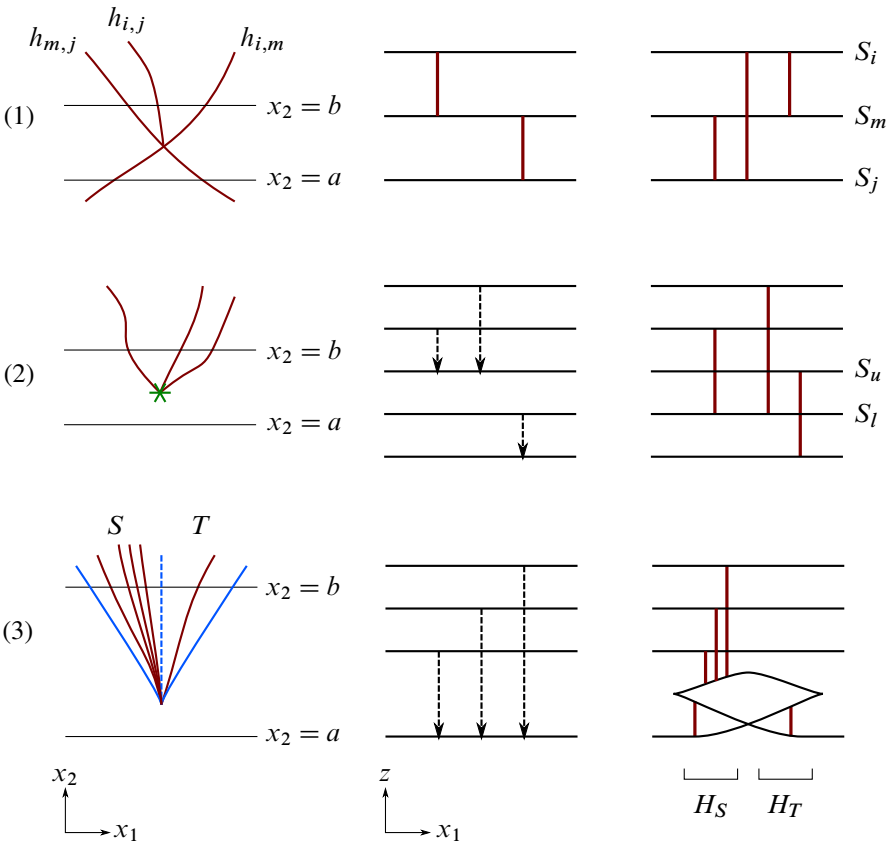 h_{i,j}
h_{m,j} h_{i,m} S_i
(1) x_2 = b S_m
x_2 = a S_j
x_2 = b S_u
(2) S_l
x_2 = a
S T
x_2 = b
(3)
x_2 = a
x_2 z
x_1 x_1 H_S H_T